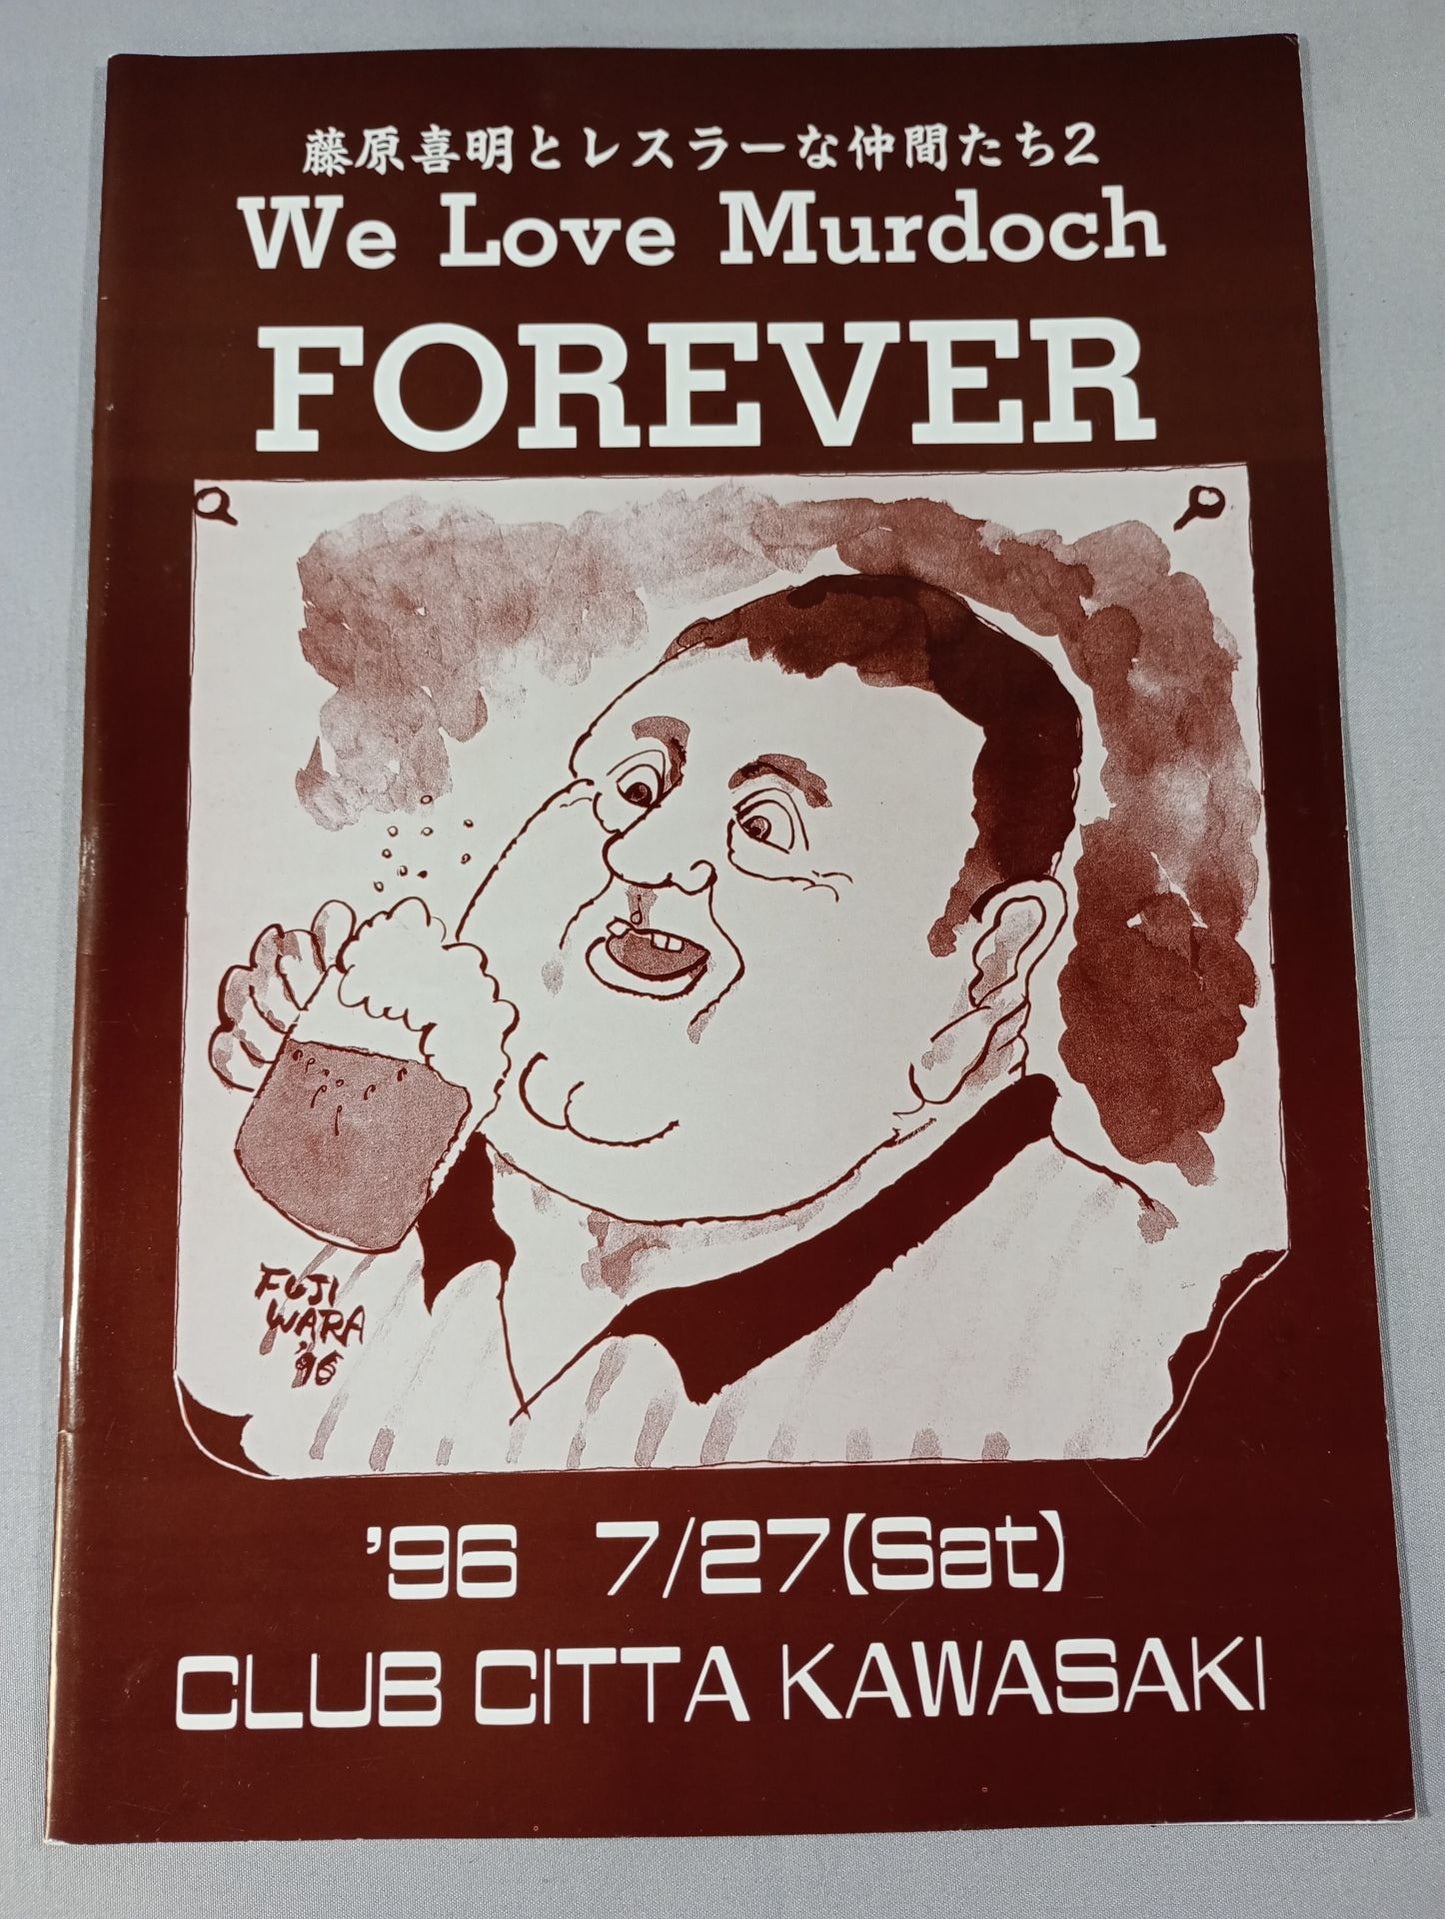 藤原喜明とレスラーな仲間たち2
We Love Murdoch
FOREVER
FUJI
WARA
'96
'96 7/27(Sat)
CLUB CITTA KAWASAKI